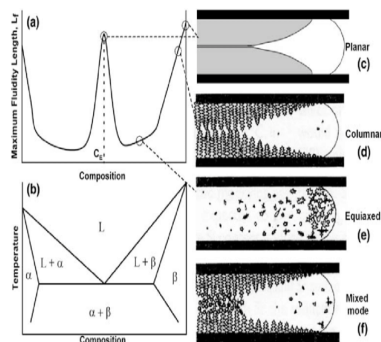 (a)
Maximum Fluidity Length, Lf
CE
Composition
(b)
Temperature
L
L + α
L + β
α
β
α + β
Composition
Planar
(c)
Columnar
(d)
Equiaxed
(e)
Mixed
mode
(f)